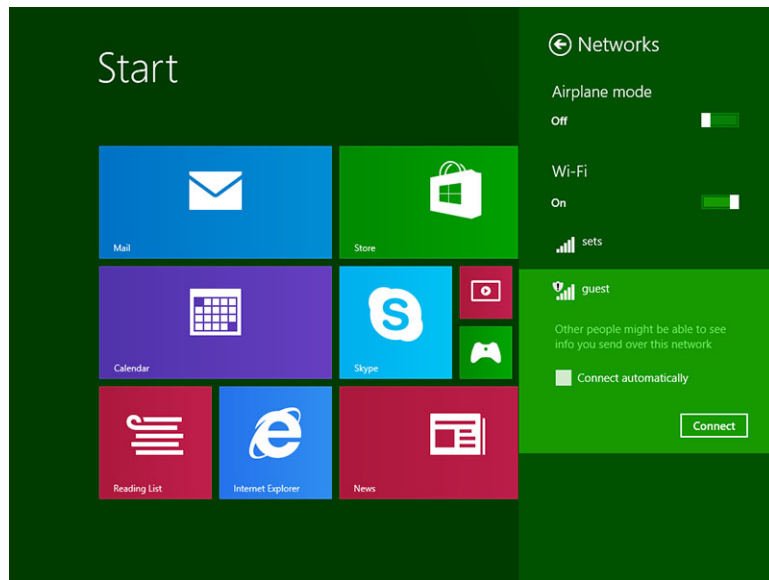 Start
Mail
Store
Calendar
Skype
Reading List
Internet Explorer
News
Networks
Airplane mode
Off
Wi-Fi
On
sets
guest
Other people might be able to see
info you send over this network
Connect automatically
Connect